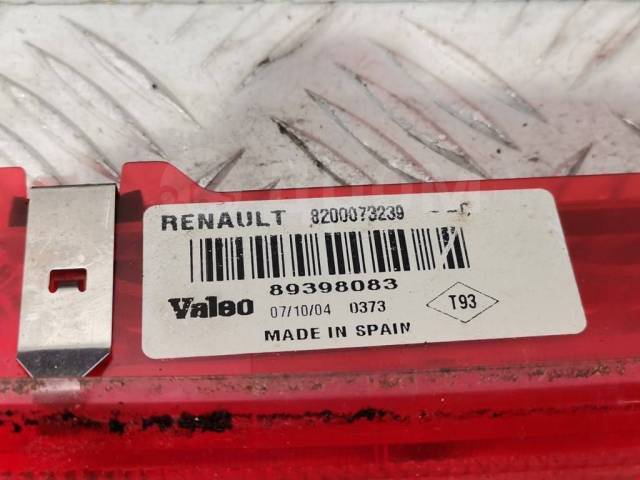 RENAULT 8200073239 --C
89398083
Valeo 07/10/04 0373 T93
MADE IN SPAIN